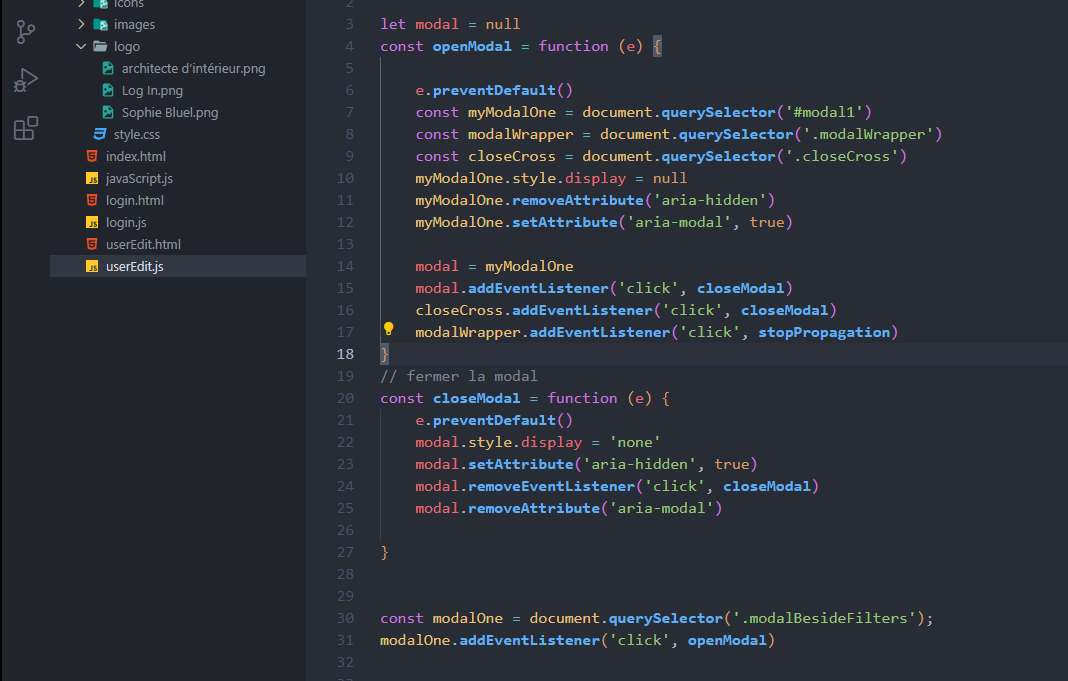 icons
images
logo
architecte d'intérieur.png
Log In.png
Sophie Bluel.png
style.css
index.html
javaScript.js
login.html
login.js
userEdit.html
userEdit.js
2
3 let modal = null
4 const openModal = function (e) {
5
6 e.preventDefault()
7 const myModalOne = document.querySelector('#modal1')
8 const modalWrapper = document.querySelector('.modalWrapper')
9 const closeCross = document.querySelector('.closeCross')
10 myModalOne.style.display = null
11 myModalOne.removeAttribute('aria-hidden')
12 myModalOne.setAttribute('aria-modal', true)
13
14 modal = myModalOne
15 modal.addEventListener('click', closeModal)
16 closeCross.addEventListener('click', closeModal)
17 modalWrapper.addEventListener('click', stopPropagation)
18 }
19 // fermer la modal
20 const closeModal = function (e) {
21 e.preventDefault()
22 modal.style.display = 'none'
23 modal.setAttribute('aria-hidden', true)
24 modal.removeEventListener('click', closeModal)
25 modal.removeAttribute('aria-modal')
26
27 }
28
29
30 const modalOne = document.querySelector('.modalBesideFilters');
31 modalOne.addEventListener('click', openModal)
32